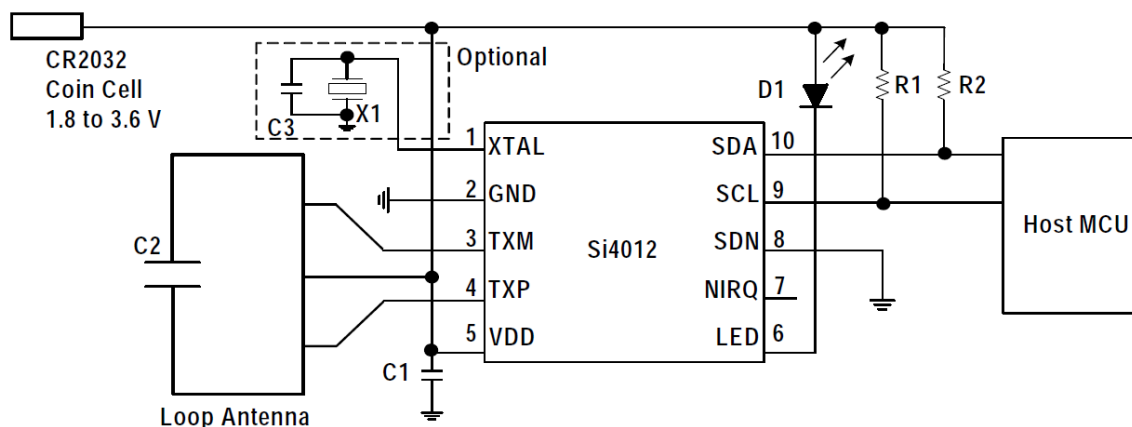 CR2032
Coin Cell
1.8 to 3.6 V
Optional
C3
X1
D1
R1
R2
1
XTAL
SDA
10
2
GND
SCL
9
Host MCU
C2
3
TXM
Si4012
SDN
8
4
TXP
NIRQ
7
5
VDD
LED
6
C1
Loop Antenna